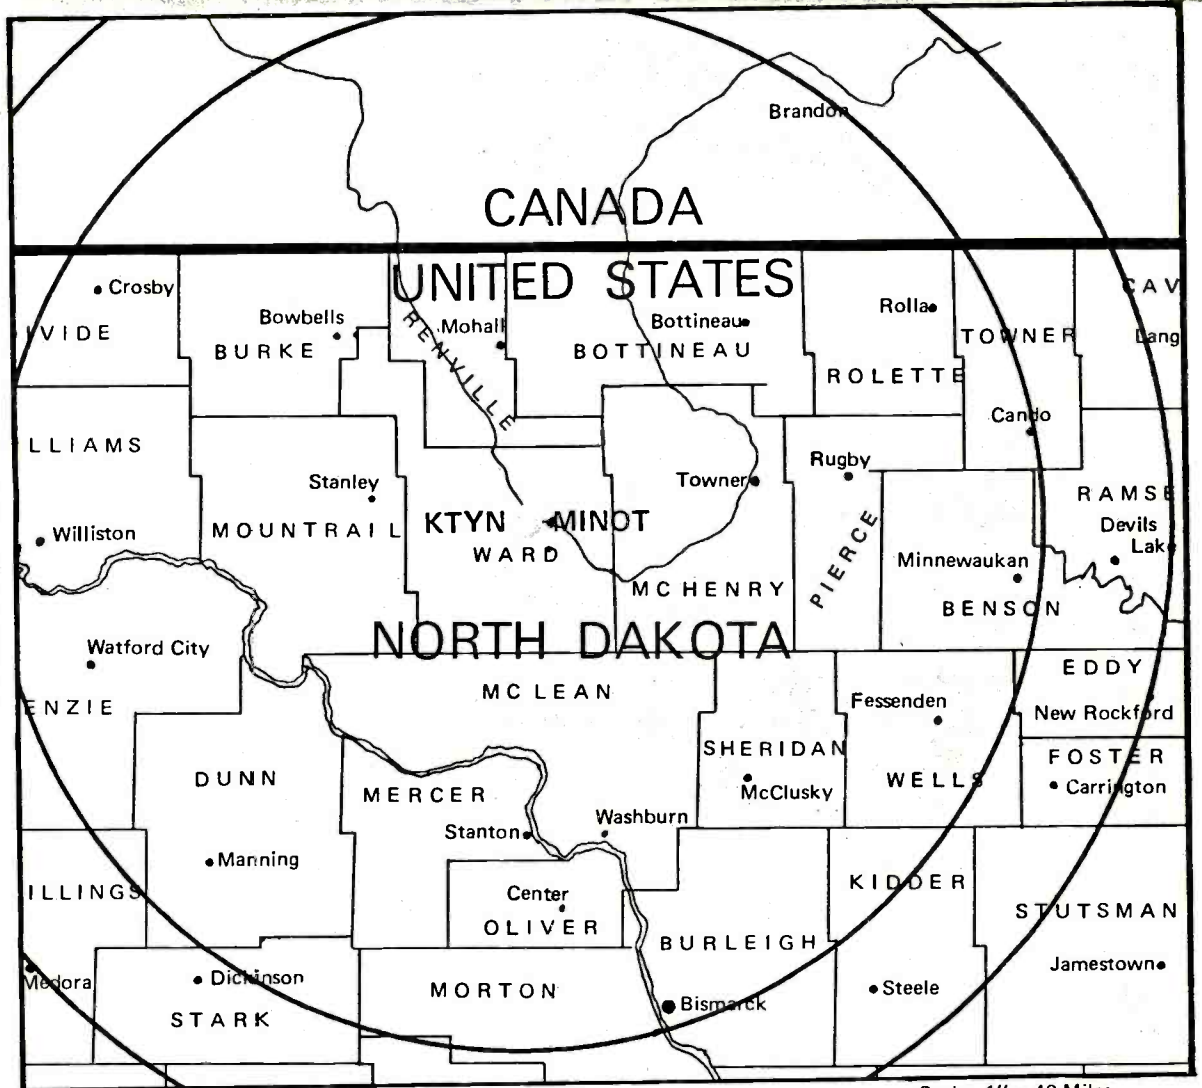 Brandon
CANADA
UNITED STATES
Crosby
IVIDE
Bowbells
BURKE
RENVILLE
Mohall
Bottineau
BOTTINEAU
Rolla
ROLETTE
TOWNER
CAV
Lang
Cando
LLIAMS
Stanley
MOUNTRAIL
Williston
KTYN MINOT
WARD
Towner
MCHENRY
Rugby
PIERCE
Minnewaukan
BENSON
RAMSE
Devils
Lake
NORTH DAKOTA
Watford City
ENZIE
MC LEAN
Fessenden
EDDY
New Rockford
DUNN
MERCER
SHERIDAN
McClusky
WELLS
FOSTER
Carrington
Manning
Stanton
Washburn
ILLINGS
Center
OLIVER
KIDDER
STUTSMAN
BURLEIGH
Medora
Dickinson
STARK
MORTON
Bismarck
Steele
Jamestown